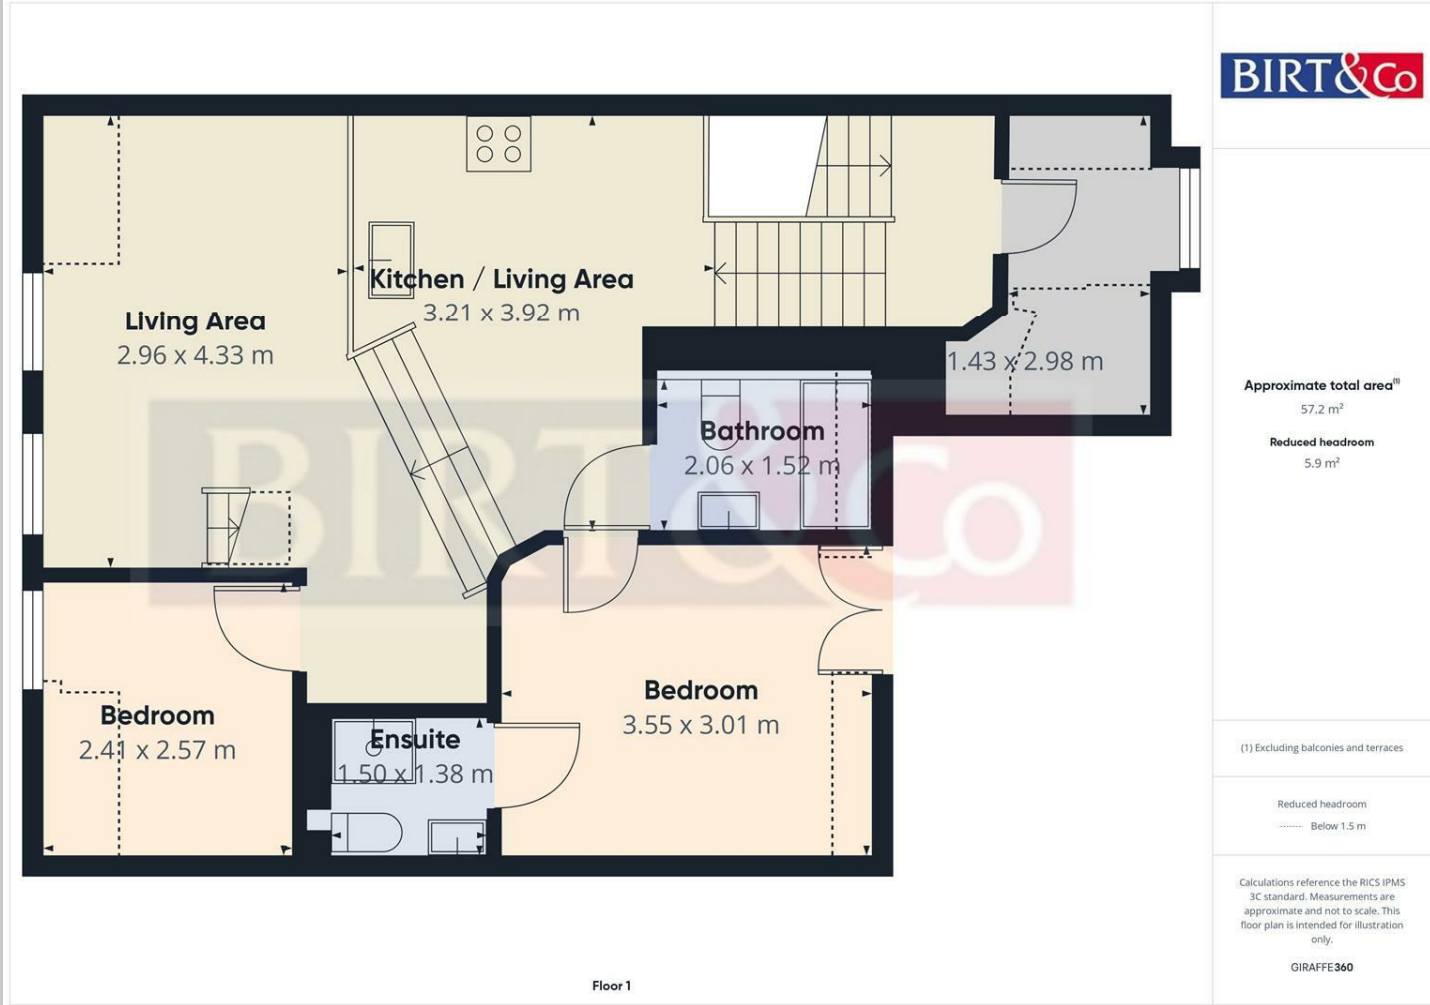 BIRT&Co
Kitchen / Living Area
3.21 x 3.92 m
Living Area
2.96 x 4.33 m
1.43 x 2.98 m
Bathroom
2.06 x 1.52 m
BIRT&Co
Bedroom
3.55 x 3.01 m
Bedroom
2.41 x 2.57 m
Ensuite
1.50 x 1.38 m
Floor 1
Approximate total area(1)
57.2 m²
Reduced headroom
5.9 m²
(1) Excluding balconies and terraces
Reduced headroom
Below 1.5 m
Calculations reference the RICS IPMS
3C standard. Measurements are
approximate and not to scale. This
floor plan is intended for illustration
only.
GIRAFFE360